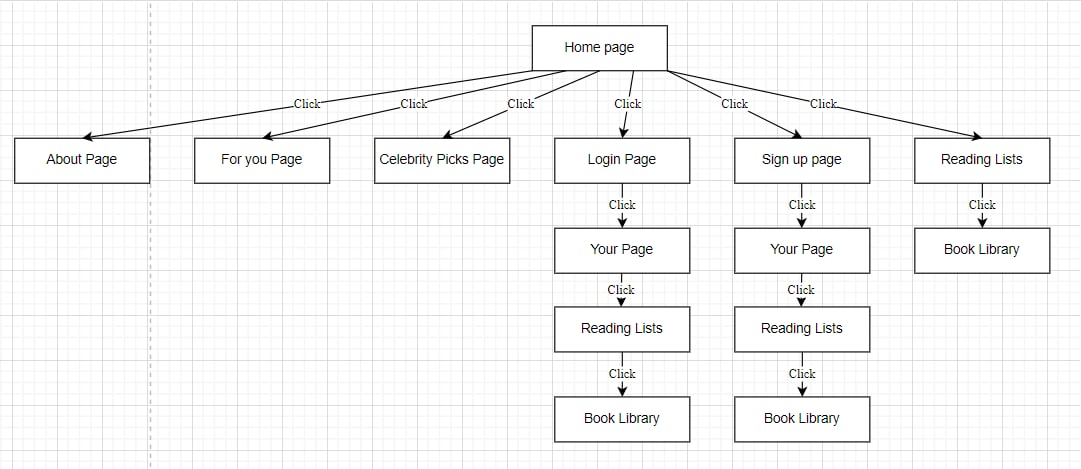 Home page
Click Click Click Click Click Click
About Page For you Page Celebrity Picks Page Login Page Sign up page Reading Lists
Click Click Click
Your Page Your Page Book Library
Click Click
Reading Lists Reading Lists
Click Click
Book Library Book Library